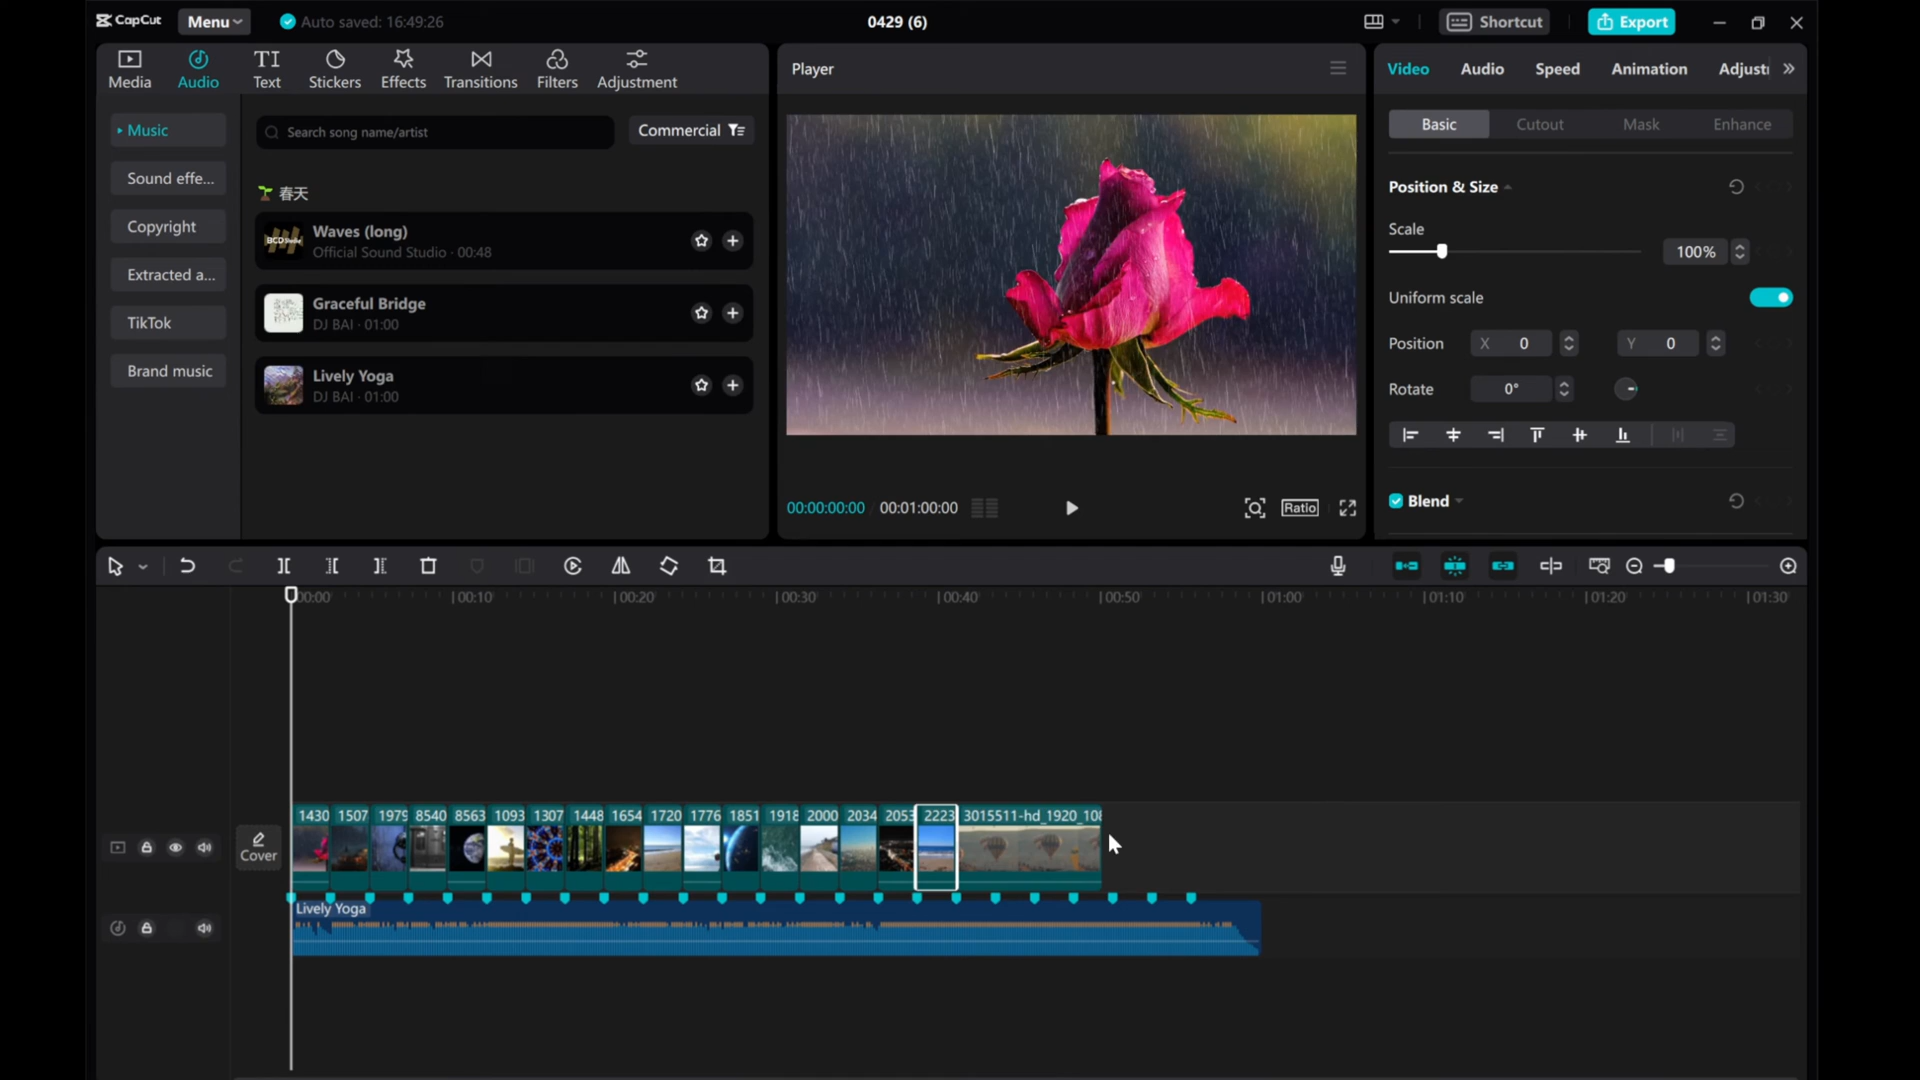 CapCut
Menu
Auto saved: 16:49:26
0429 (6)
Shortcut
Export
Media
Audio
Text
Stickers
Effects
Transitions
Filters
Adjustment
Music
Sound effe...
Copyright
Extracted a...
TikTok
Brand music
Search song name/artist
Commercial
春天
Waves (long)
Official Sound Studio · 00:48
Graceful Bridge
DJ BAI · 01:00
Lively Yoga
DJ BAI · 01:00
Player
00:00:00:00
00:01:00:00
Ratio
Video
Audio
Speed
Animation
Adjust
Basic
Cutout
Mask
Enhance
Position & Size
Scale
100%
Uniform scale
Position
X 0
Y 0
Rotate
0°
Blend
00:00
00:10
00:20
00:30
00:40
00:50
01:00
01:10
01:20
01:30
Cover
1430
1507
1979
8540
8563
1093
1307
1448
1654
1720
1776
1851
1918
2000
2034
2053
2223
3015511-hd_1920_108
Lively Yoga